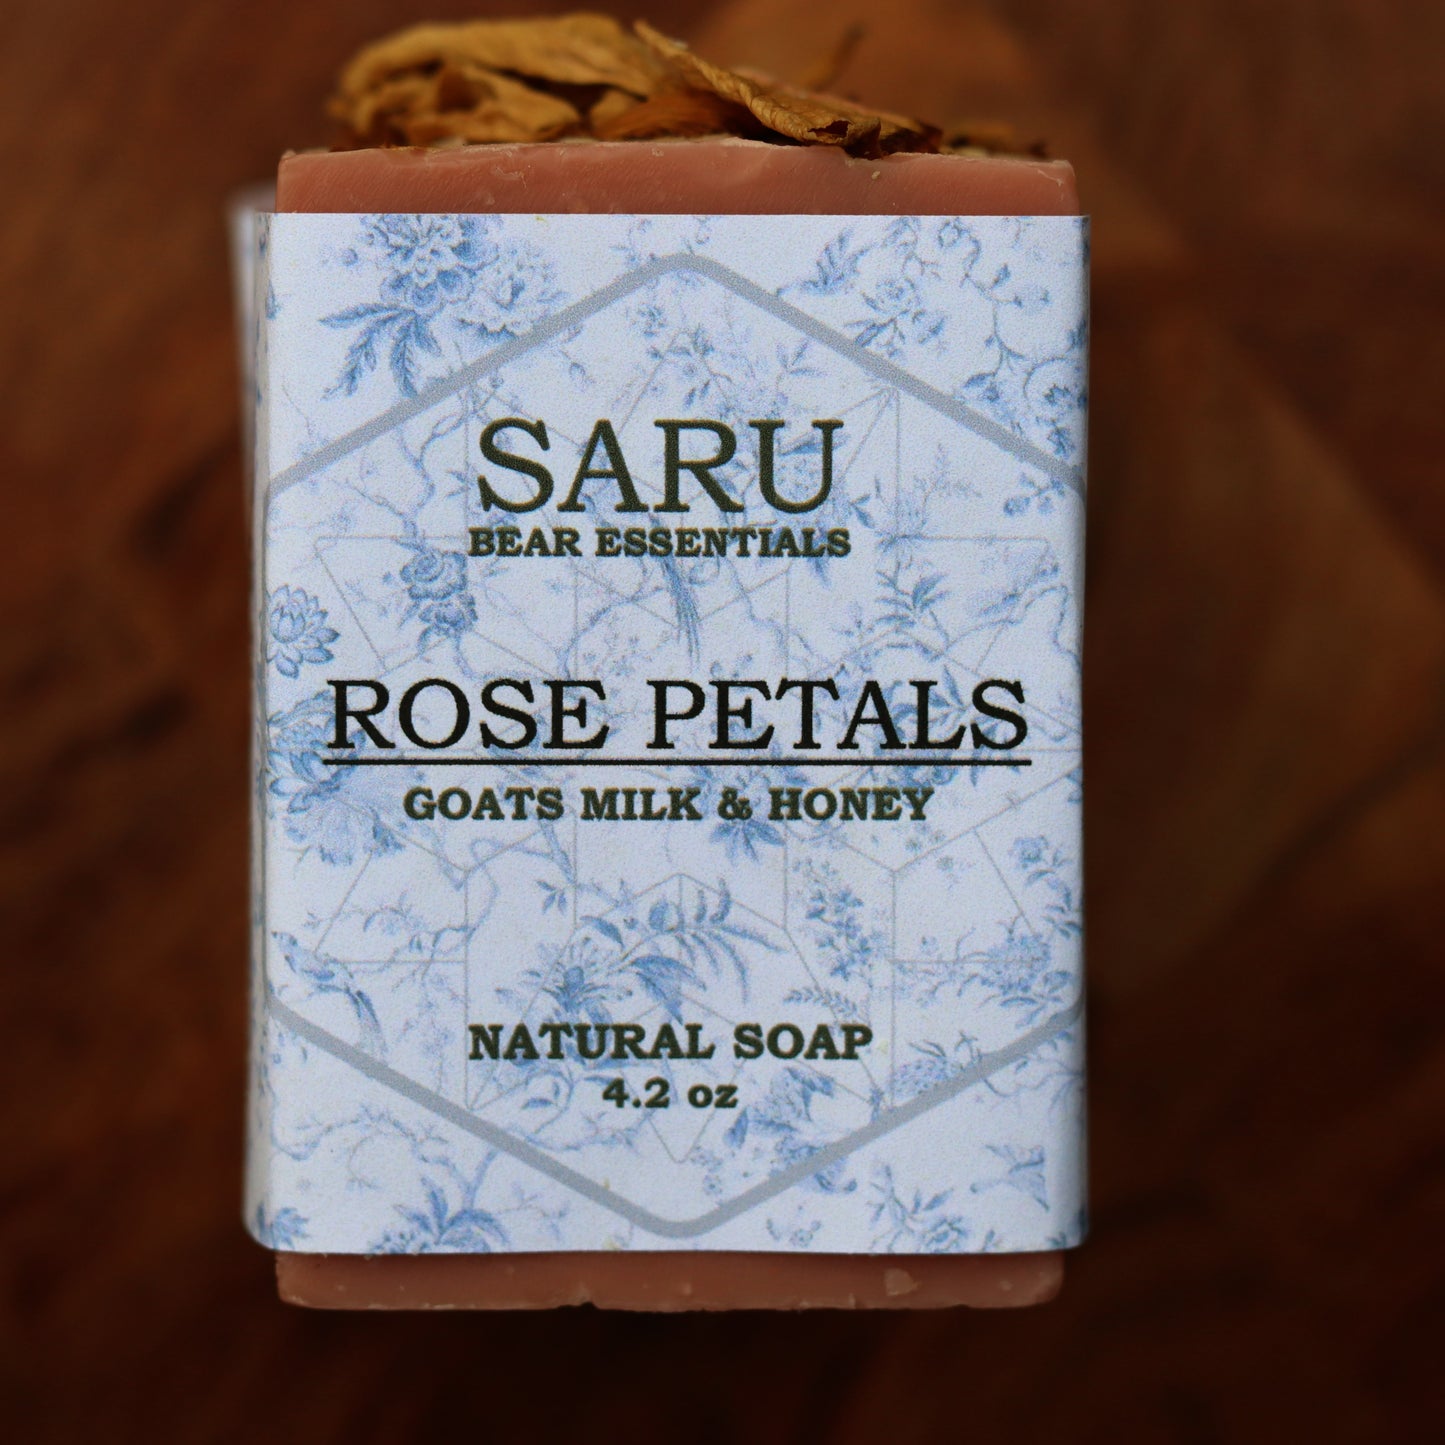 SARU
BEAR ESSENTIALS
ROSE PETALS
GOATS MILK & HONEY
NATURAL SOAP
4.2 oz